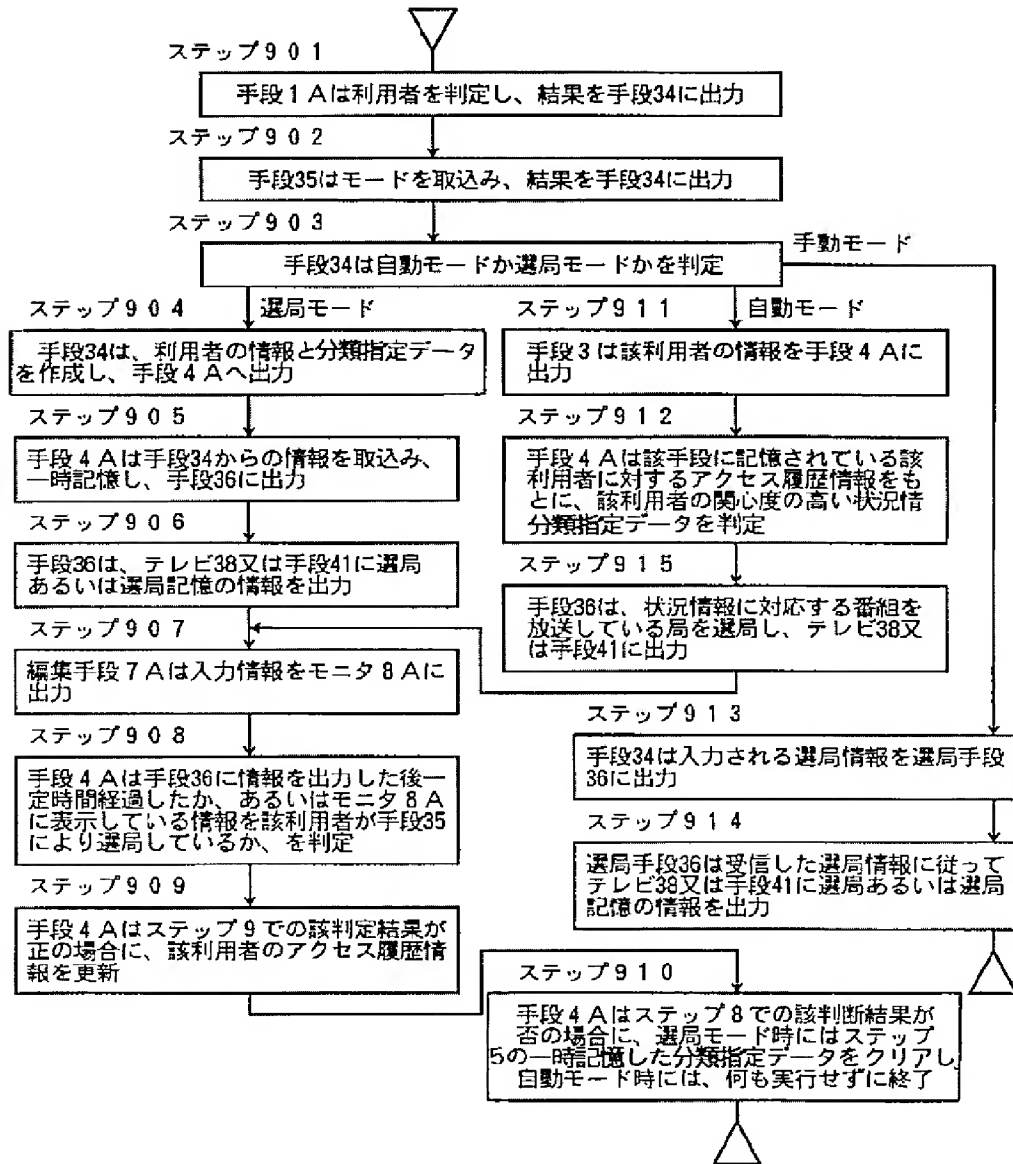 ステップ901
手段1Aは利用者を判定し、結果を手段34に出力
ステップ902
手段35はモードを取込み、結果を手段34に出力
ステップ903
手段34は自動モードか選局モードかを判定
手動モード
ステップ904
選局モード
手段34は、利用者の情報と分類指定データ
を作成し、手段4Aへ出力
ステップ905
手段4Aは手段34からの情報を取込み、
一時記憶し、手段36に出力
ステップ906
手段36は、テレビ38又は手段41に選局
あるいは選局記憶の情報を出力
ステップ907
編集手段7Aは入力情報をモニタ8Aに
出力
ステップ908
手段4Aは手段36に情報を出力した後一
定時間経過したか、あるいはモニタ8A
に表示している情報を該利用者が手段35
により選局しているか、を判定
ステップ909
手段4Aはステップ9での該判定結果が
正の場合に、該利用者のアクセス履歴情
報を更新
ステップ911
自動モード
手段3は該利用者の情報を手段4Aに
出力
ステップ912
手段4Aは該手段に記憶されている該
利用者に対するアクセス履歴情報をも
とに、該利用者の関心度の高い状況情
分類指定データを判定
ステップ915
手段36は、状況情報に対応する番組を
放送している局を選局し、テレビ38又
は手段41に出力
ステップ913
手段34は入力される選局情報を選局手段
36に出力
ステップ914
選局手段36は受信した選局情報に従って
テレビ38又は手段41に選局あるいは選局
記憶の情報を出力
ステップ910
手段4Aはステップ8での該判断結果が
否の場合に、選局モード時にはステップ
5の一時記憶した分類指定データをクリアし
自動モード時には、何も実行せずに終了